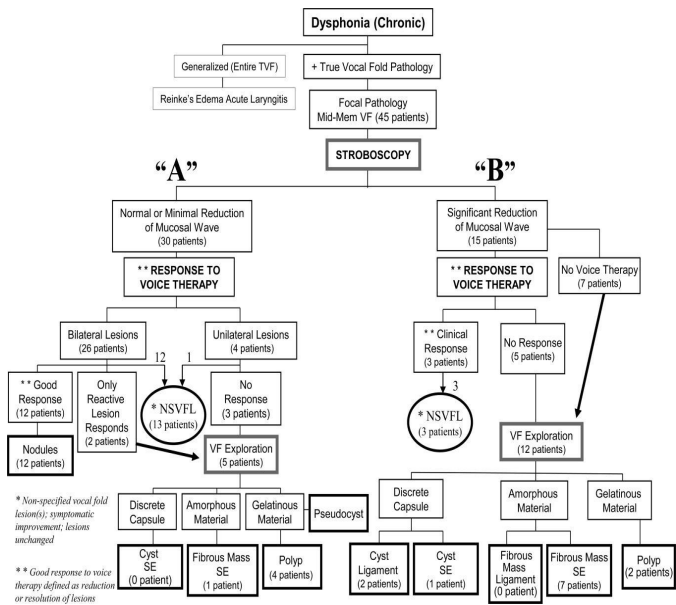 Dysphonia (Chronic)
Generalized (Entire TVF)
+ True Vocal Fold Pathology
Reinke's Edema Acute Laryngitis
Focal Pathology
Mid-Mem VF (45 patients)
STROBOSCOPY
"A"
"B"
Normal or Minimal Reduction
of Mucosal Wave
(30 patients)
Significant Reduction
of Mucosal Wave
(15 patients)
** RESPONSE TO
VOICE THERAPY
** RESPONSE TO
VOICE THERAPY
No Voice Therapy
(7 patients)
Bilateral Lesions
(26 patients)
Unilateral Lesions
(4 patients)
** Clinical
Response
(3 patients)
No Response
(5 patients)
12
1
3
** Good
Response
(12 patients)
Only
Reactive
Lesion
Responds
(2 patients)
* NSVFL
(13 patients)
No
Response
(3 patients)
* NSVFL
(3 patients)
Nodules
(12 patients)
VF Exploration
(5 patients)
VF Exploration
(12 patients)
* Non-specified vocal fold
lesion(s); symptomatic
improvement; lesions
unchanged
Discrete
Capsule
Amorphous
Material
Gelatinous
Material
Pseudocyst
Discrete
Capsule
Amorphous
Material
Gelatinous
Material
Cyst
SE
(0 patient)
Fibrous Mass
SE
(1 patient)
Polyp
(4 patients)
Cyst
Ligament
(2 patients)
Cyst
SE
(1 patient)
Fibrous
Mass
Ligament
(0 patient)
Fibrous Mass
SE
(7 patients)
Polyp
(2 patients)
** Good response to voice
therapy defined as reduction
or resolution of lesions